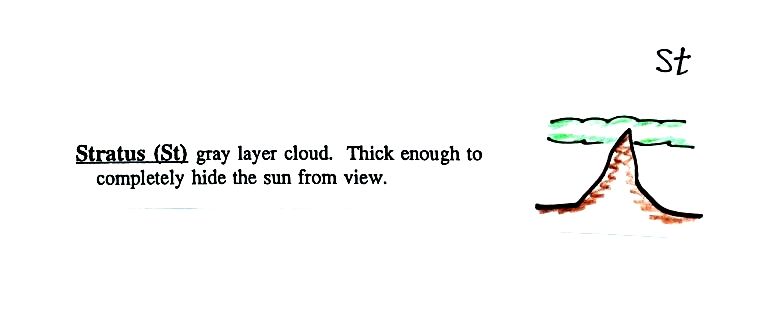 St
Stratus (St) gray layer cloud. Thick enough to
completely hide the sun from view.